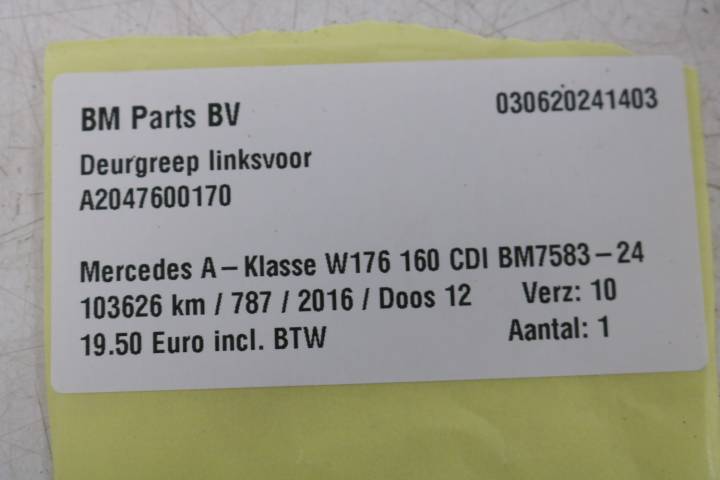 BM Parts BV 030620241403
Deurgreep linksvoor
A2047600170
Mercedes A-Klasse W176 160 CDI BM7583-24
103626 km / 787 / 2016 / Doos 12 Verz: 10
19.50 Euro incl. BTW Aantal: 1